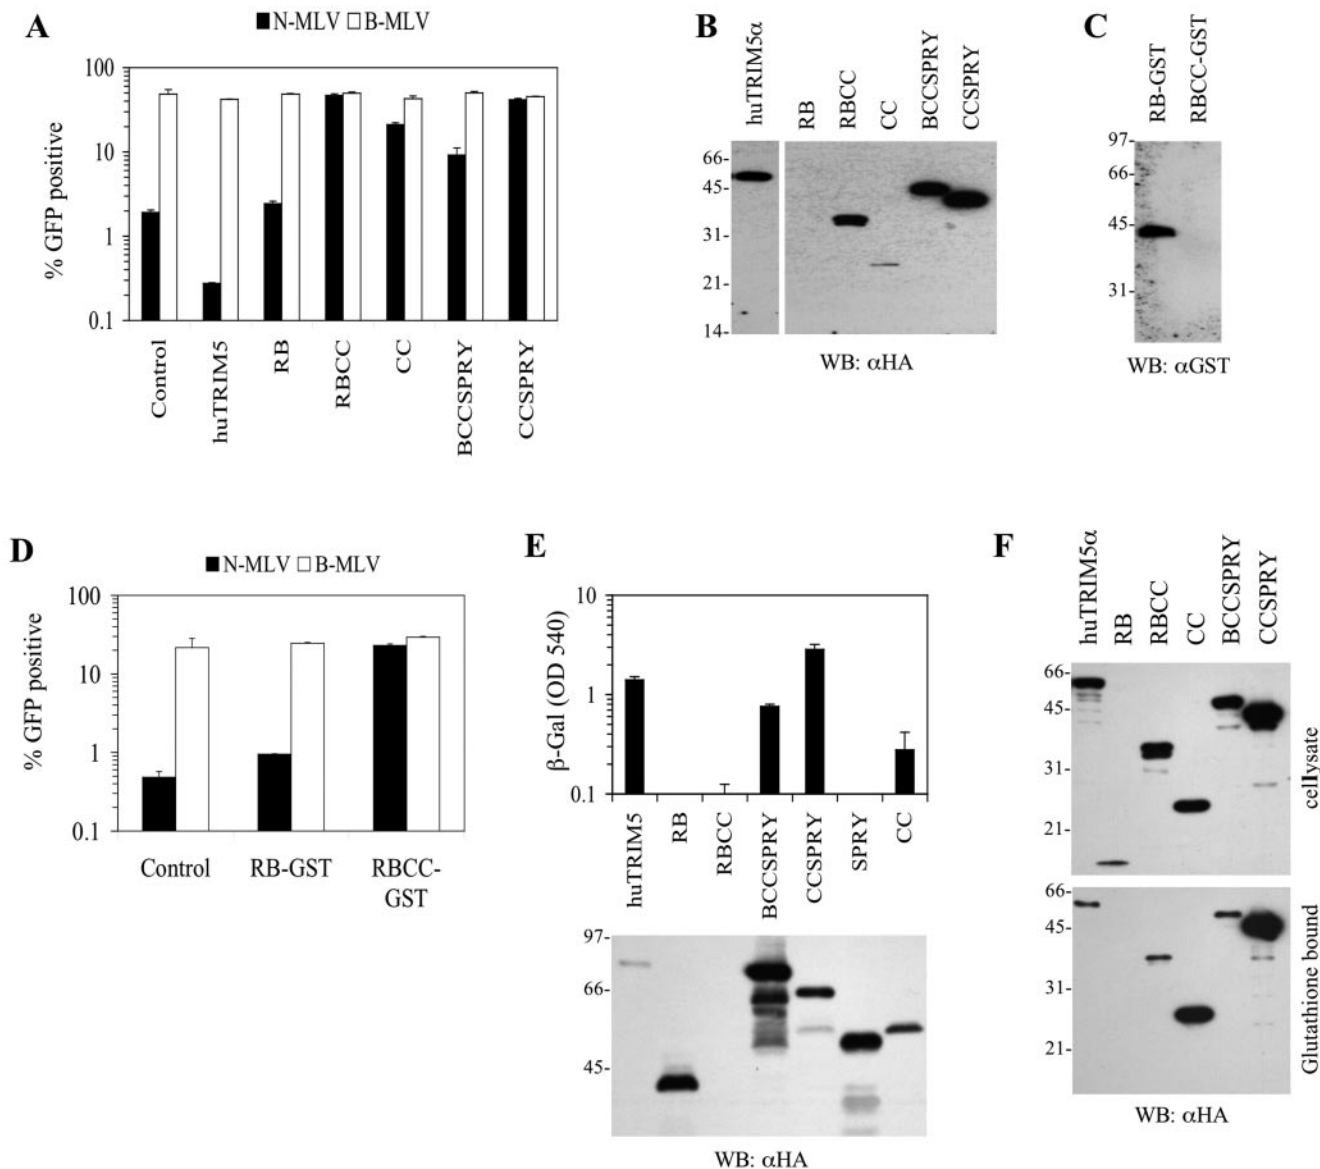 A
N-MLV B-MLV
% GFP positive
100
10
1
0.1
Control
huTRIM5
RB
RBCC
CC
BCCSPRY
CCSPRY
B
huTRIM5α
RB
RBCC
CC
BCCSPRY
CCSPRY
66-
45-
31-
21-
14-
WB: αHA
C
RB-GST
RBCC-GST
97-
66-
45-
31-
WB: αGST
D
N-MLV B-MLV
% GFP positive
100
10
1
0.1
Control
RB-GST
RBCC-
GST
E
β-Gal (OD 540)
10
1
0.1
huTRIM5
RB
RBCC
BCCSPRY
CCSPRY
SPRY
CC
97-
66-
45-
WB: αHA
F
huTRIM5α
RB
RBCC
CC
BCCSPRY
CCSPRY
66-
45-
31-
21-
cell lysate
66-
45-
31-
21-
Glutathione bound
WB: αHA